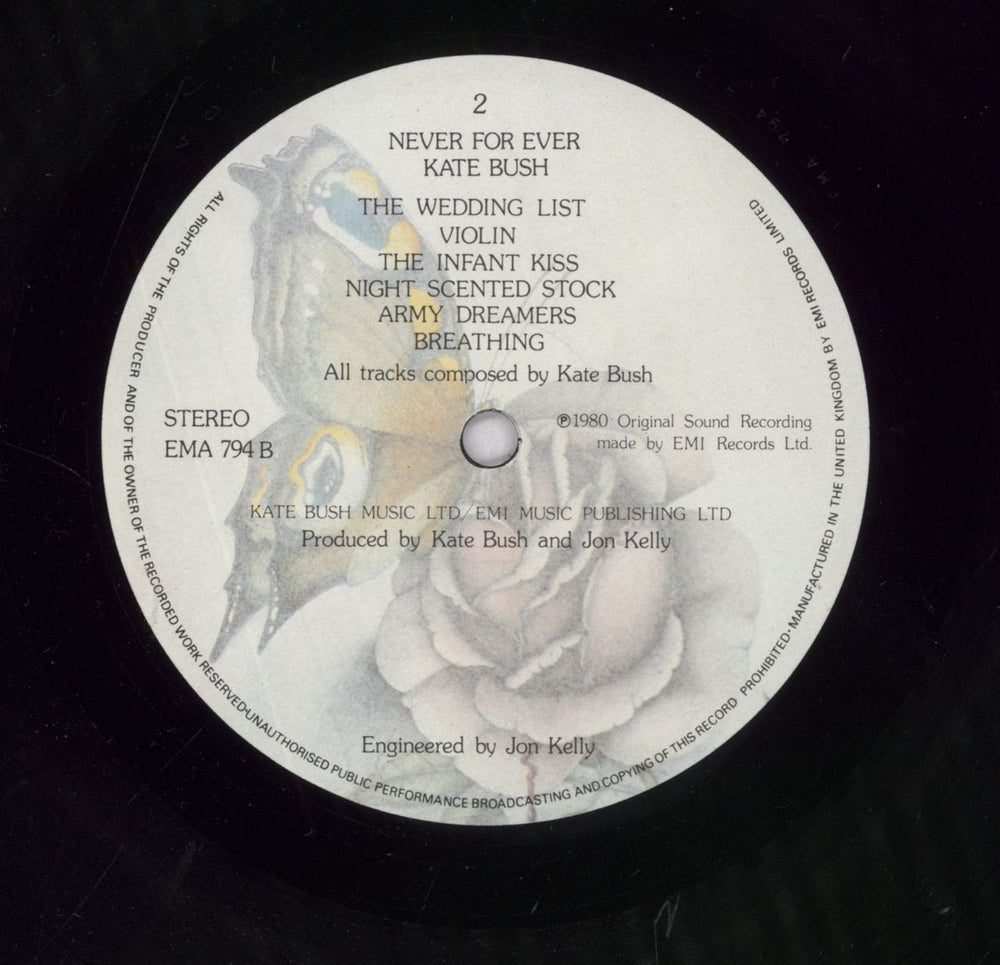 2
NEVER FOR EVER
KATE BUSH
THE WEDDING LIST
VIOLIN
THE INFANT KISS
NIGHT SCENTED STOCK
ARMY DREAMERS
BREATHING
All tracks composed by Kate Bush
STEREO
EMA 794 B
℗1980 Original Sound Recording
made by EMI Records Ltd.
KATE BUSH MUSIC LTD/EMI MUSIC PUBLISHING LTD
Produced by Kate Bush and Jon Kelly
Engineered by Jon Kelly
ALL RIGHTS OF THE PRODUCER AND OF THE OWNER OF THE RECORDED WORK RESERVED·UNAUTHORISED PUBLIC PERFORMANCE BROADCASTING AND COPYING OF THIS RECORD PROHIBITED·MANUFACTURED IN THE UNITED KINGDOM BY EMI RECORDS LIMITED